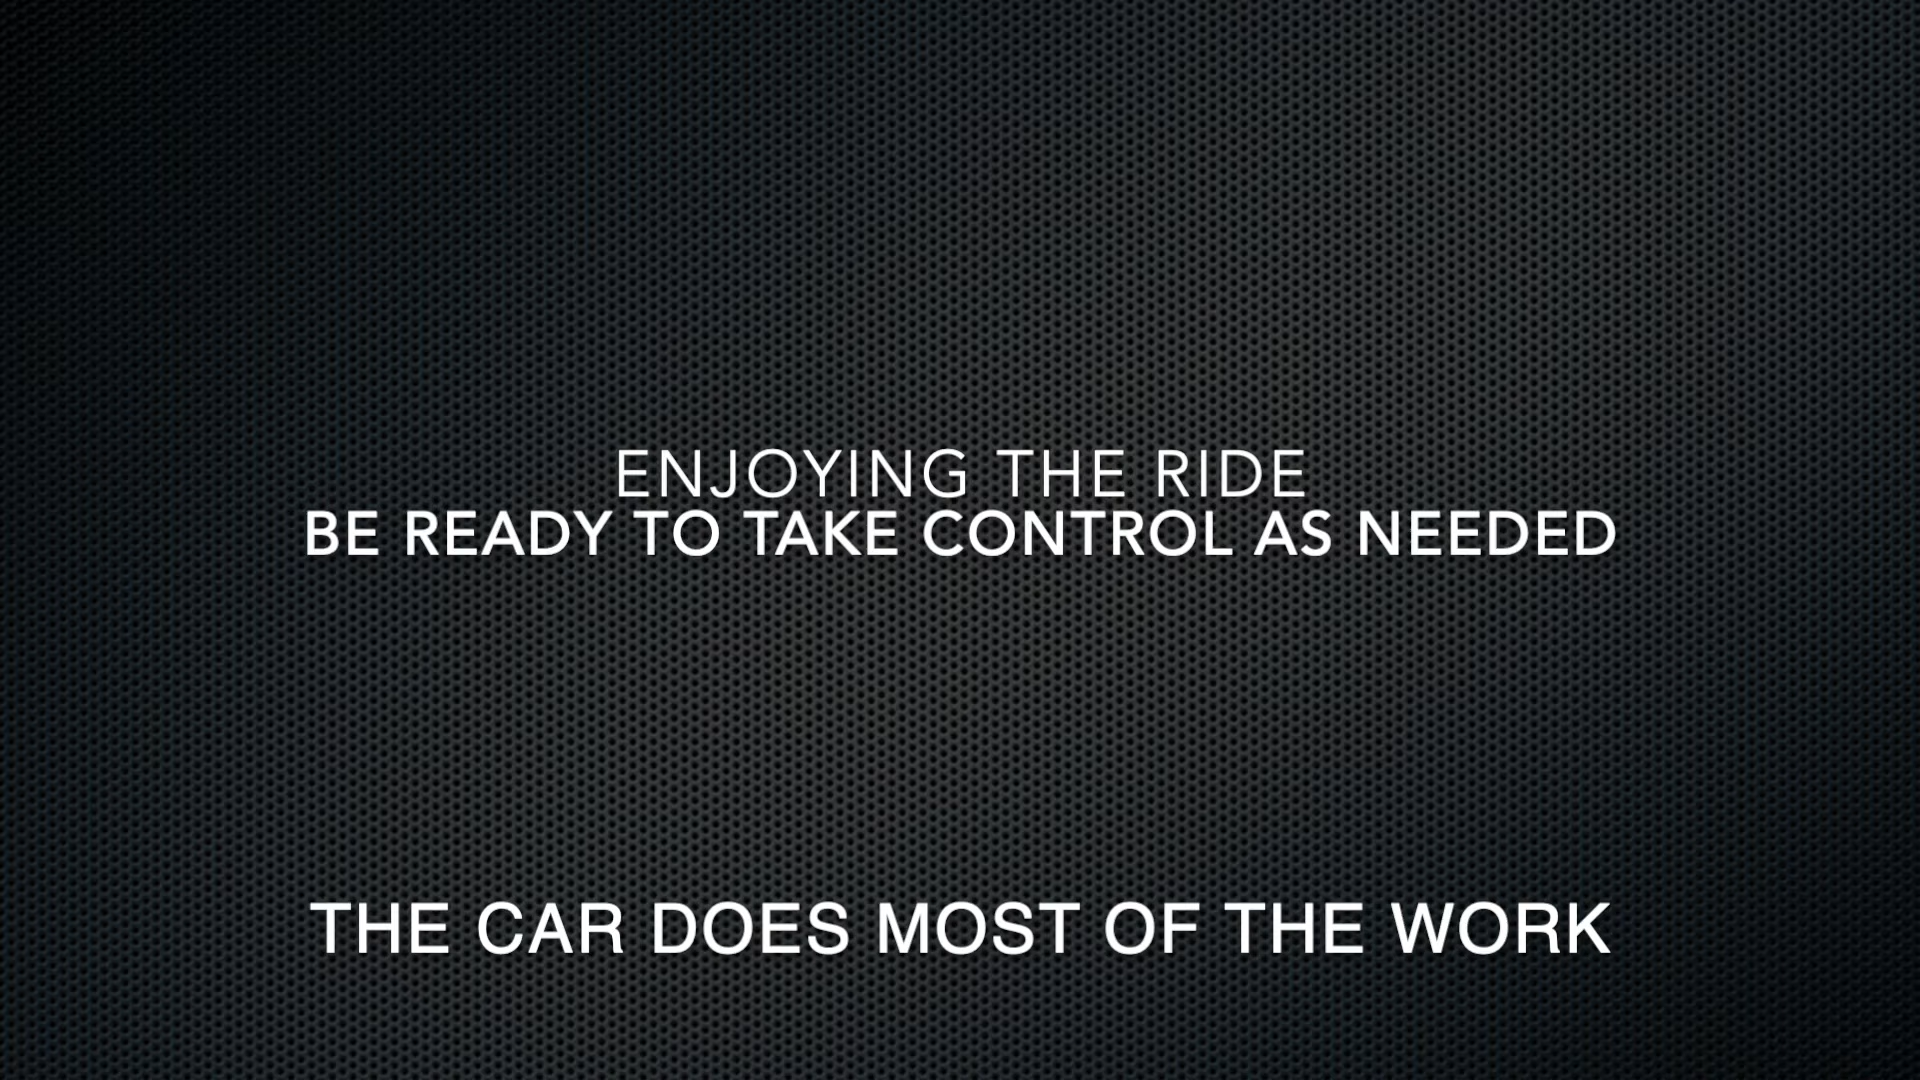 ENJOYING THE RIDE
BE READY TO TAKE CONTROL AS NEEDED
THE CAR DOES MOST OF THE WORK